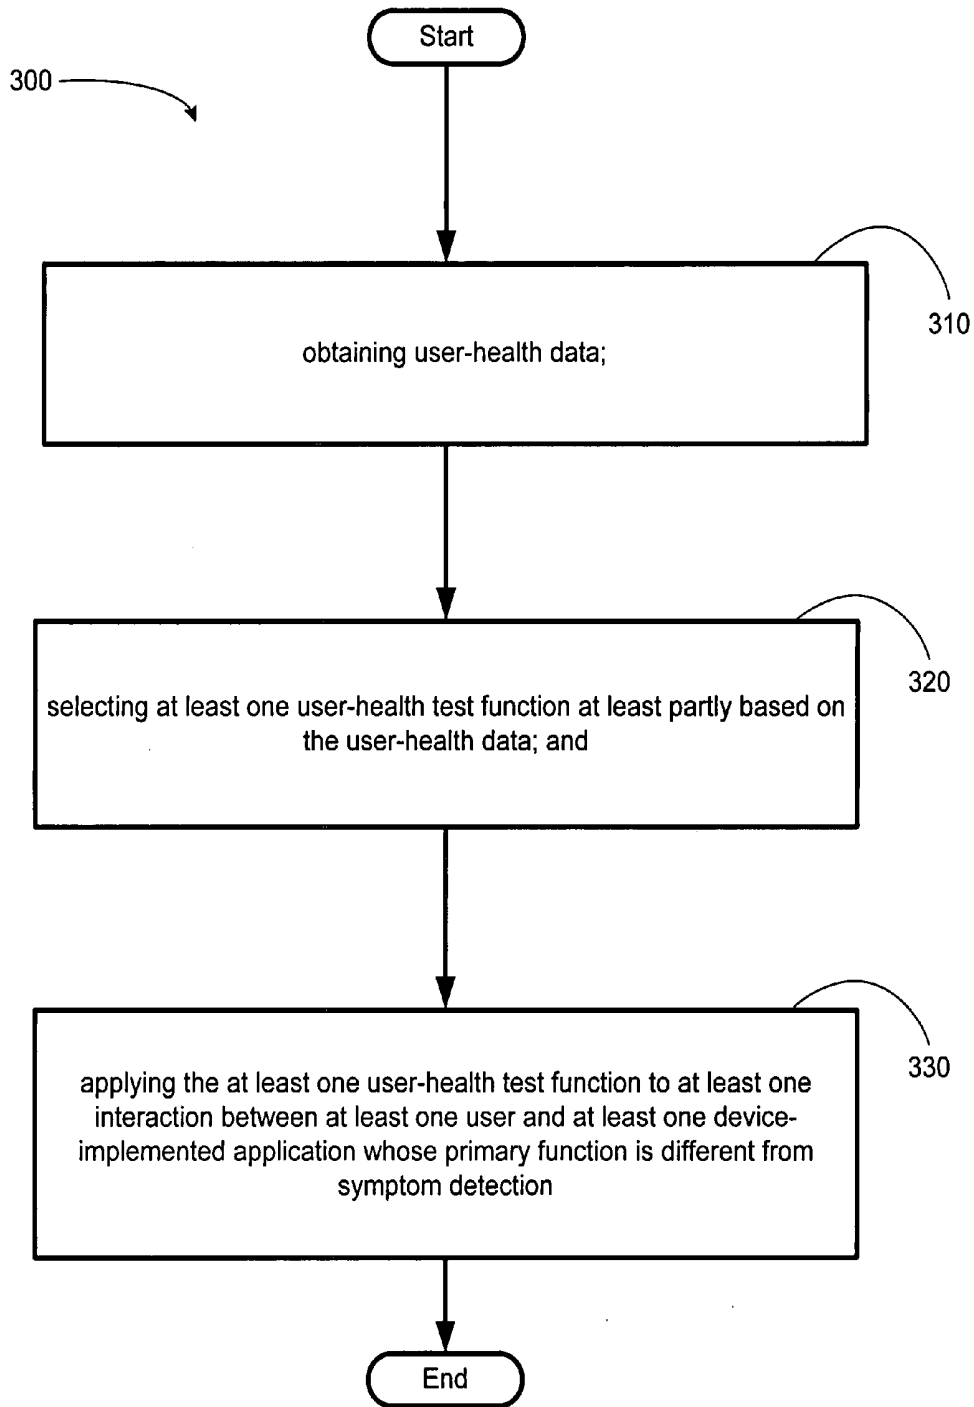 Start
300
310
obtaining user-health data;
320
selecting at least one user-health test function at least partly based on
the user-health data; and
330
applying the at least one user-health test function to at least one
interaction between at least one user and at least one device-
implemented application whose primary function is different from
symptom detection
End